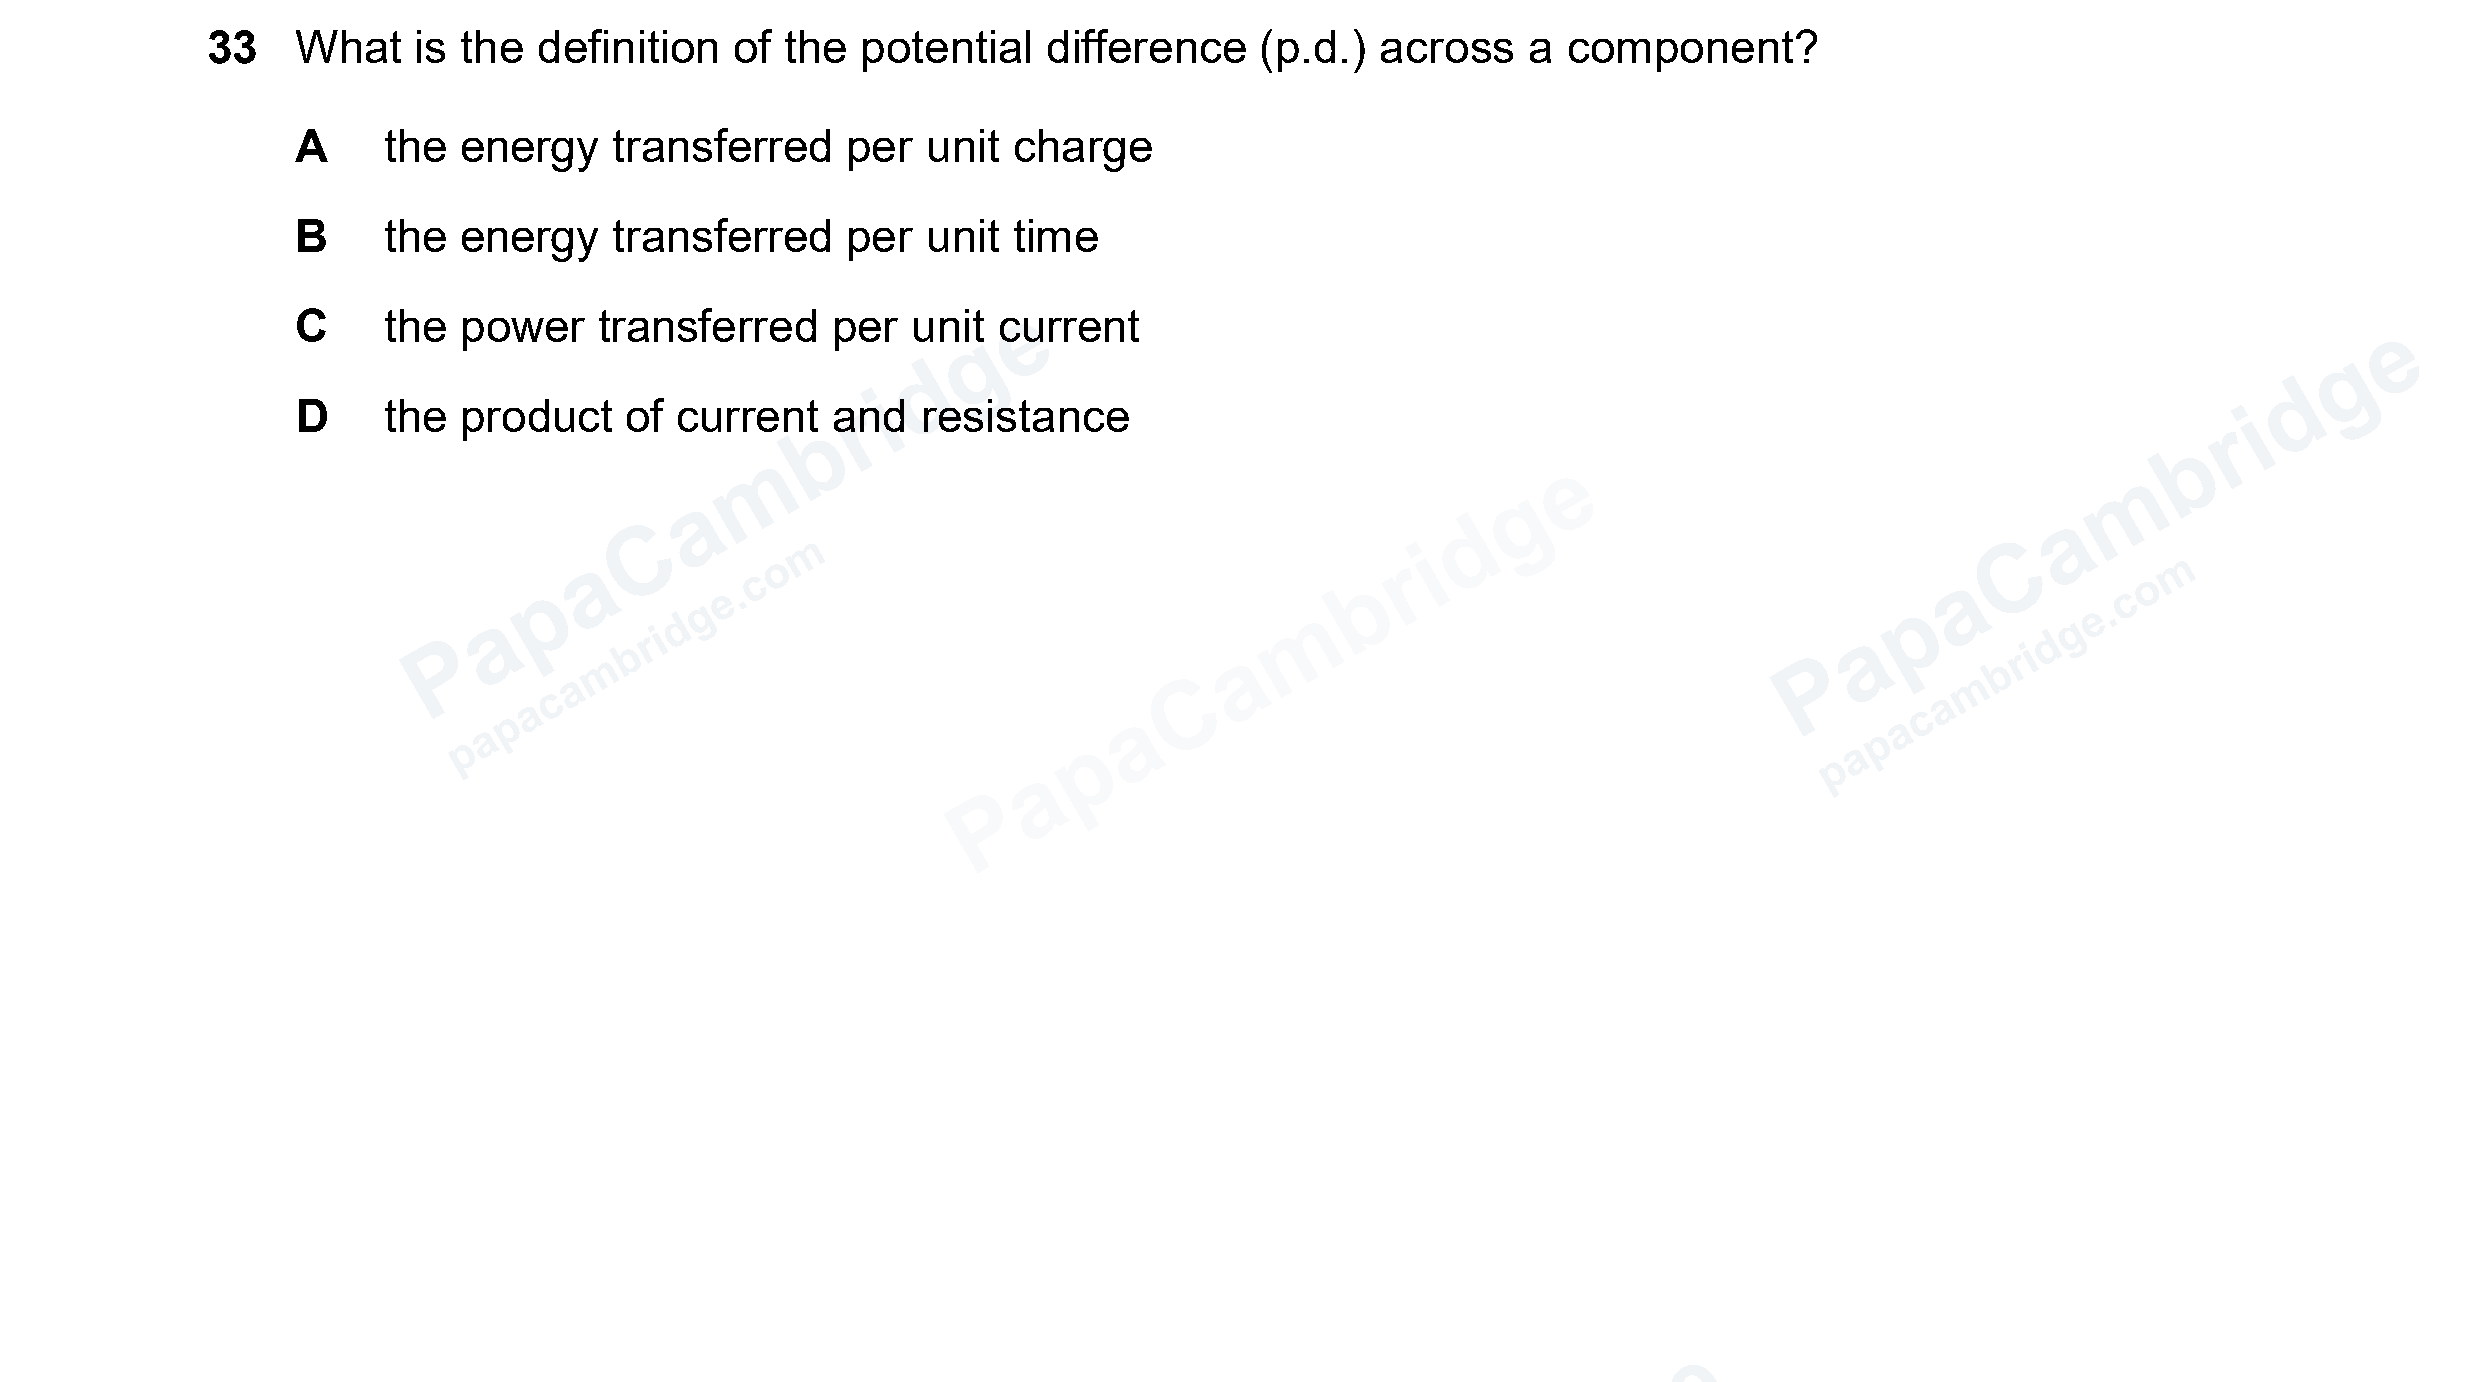 33 What is the definition of the potential difference (p.d.) across a component?
A the energy transferred per unit charge
B the energy transferred per unit time
C the power transferred per unit current
D the product of current and resistance
PapaCambridge
papacambridge.com
PapaCambridge
PapaCambridge
papacambridge.com